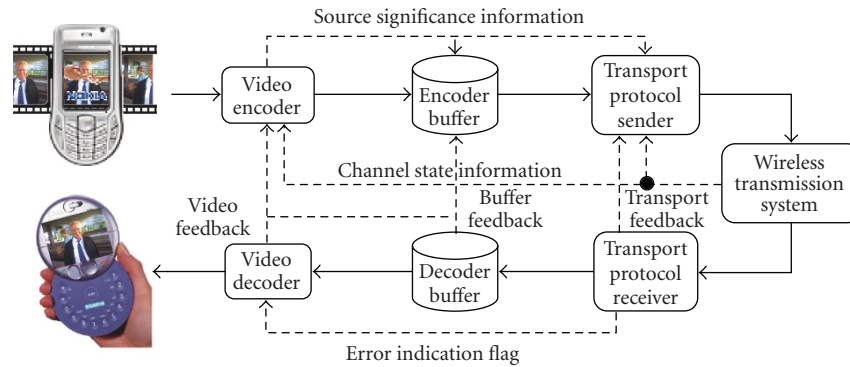 Source significance information
Video
encoder
Encoder
buffer
Transport
protocol
sender
NOKIA
Channel state information
Wireless
transmission
system
Video
feedback
Buffer
feedback
Transport
feedback
Video
decoder
Decoder
buffer
Transport
protocol
receiver
Error indication flag